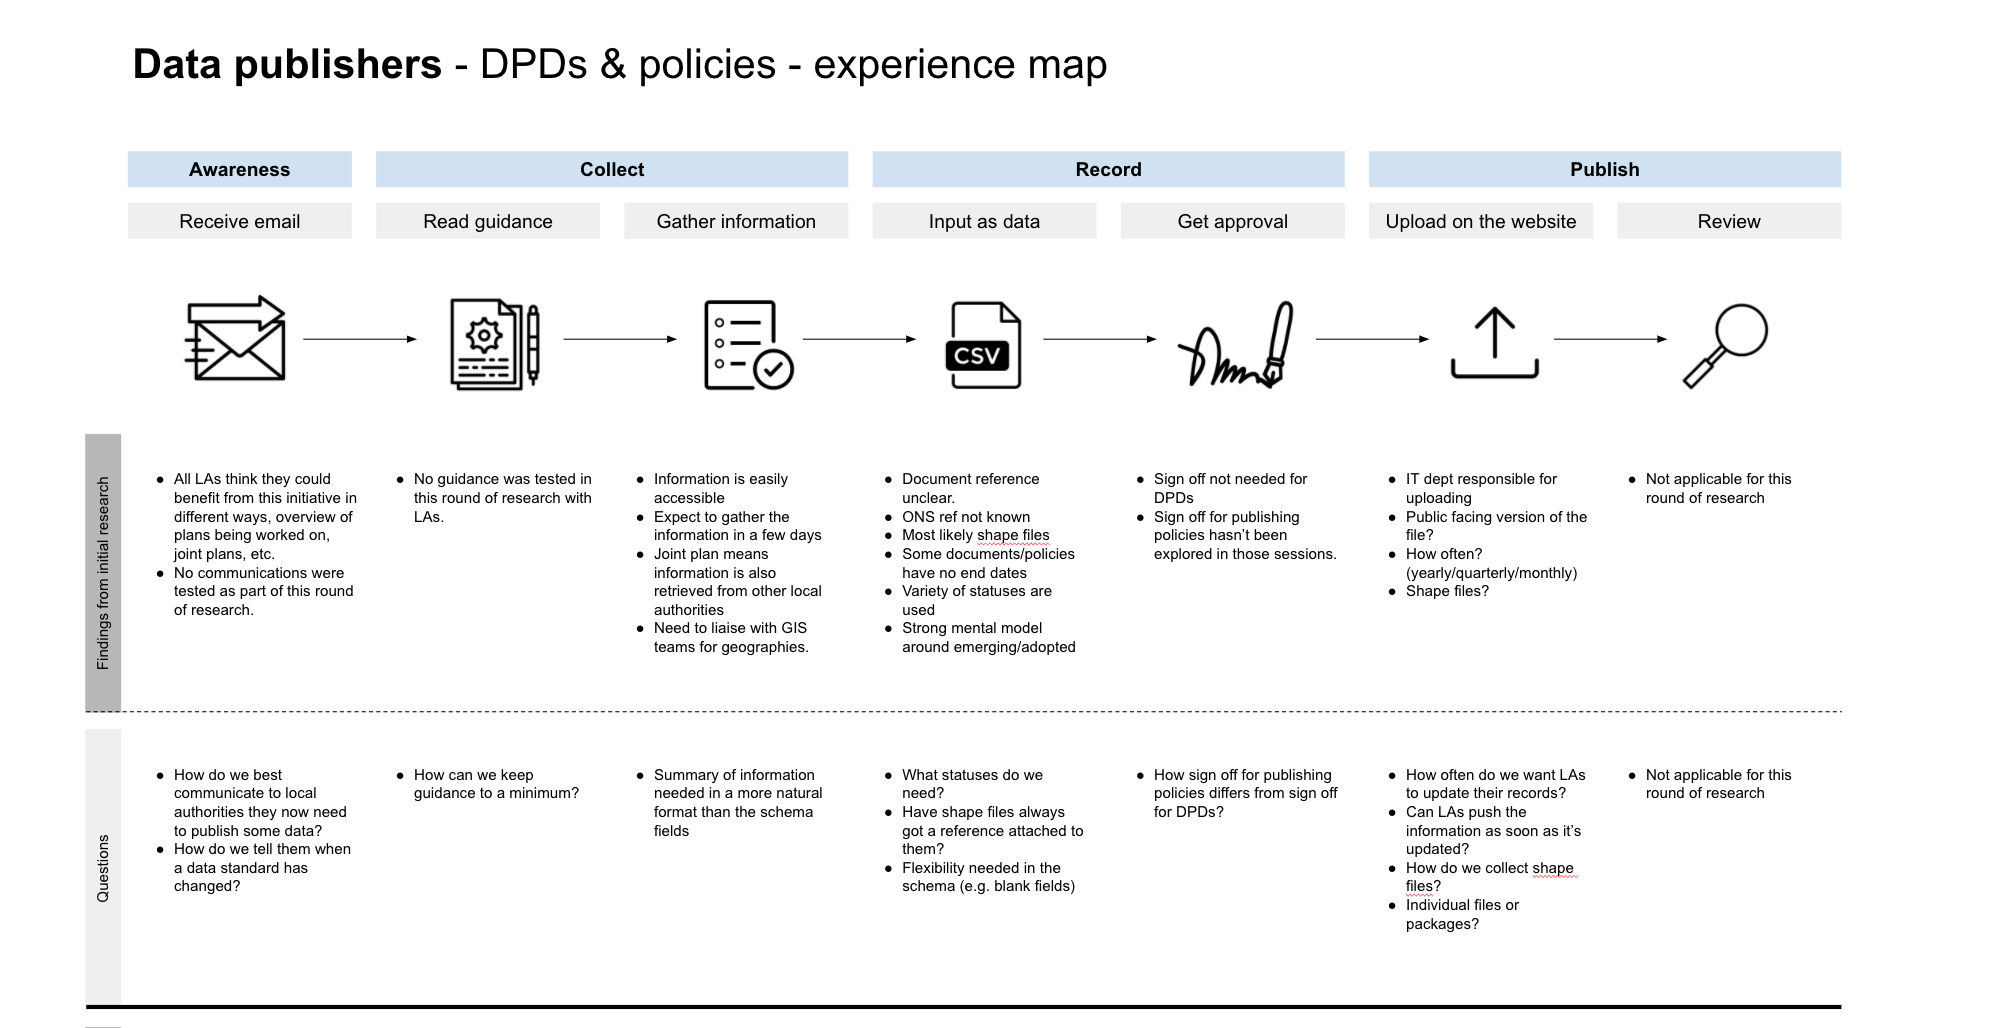 Data publishers - DPDs & policies - experience map
Awareness
Collect
Record
Publish
Receive email
Read guidance
Gather information
Input as data
Get approval
Upload on the website
Review
CSV
Findings from initial research
● All LAs think they could
benefit from this initiative in
different ways, overview of
plans being worked on,
joint plans, etc.
● No communications were
tested as part of this round
of research.
● No guidance was tested in
this round of research with
LAs.
● Information is easily
accessible
● Expect to gather the
information in a few days
● Joint plan means
information is also
retrieved from other local
authorities
● Need to liaise with GIS
teams for geographies.
● Document reference
unclear.
● ONS ref not known
● Most likely shape files
● Some documents/policies
have no end dates
● Variety of statuses are
used
● Strong mental model
around emerging/adopted
● Sign off not needed for
DPDs
● Sign off for publishing
policies hasn't been
explored in those sessions.
● IT dept responsible for
uploading
● Public facing version of the
file?
● How often?
(yearly/quarterly/monthly)
● Shape files?
● Not applicable for this
round of research
Questions
● How do we best
communicate to local
authorities they now need
to publish some data?
● How do we tell them when
a data standard has
changed?
● How can we keep
guidance to a minimum?
● Summary of information
needed in a more natural
format than the schema
fields
● What statuses do we
need?
● Have shape files always
got a reference attached to
them?
● Flexibility needed in the
schema (e.g. blank fields)
● How sign off for publishing
policies differs from sign off
for DPDs?
● How often do we want LAs
to update their records?
● Can LAs push the
information as soon as it's
updated?
● How do we collect shape
files?
● Individual files or
packages?
● Not applicable for this
round of research